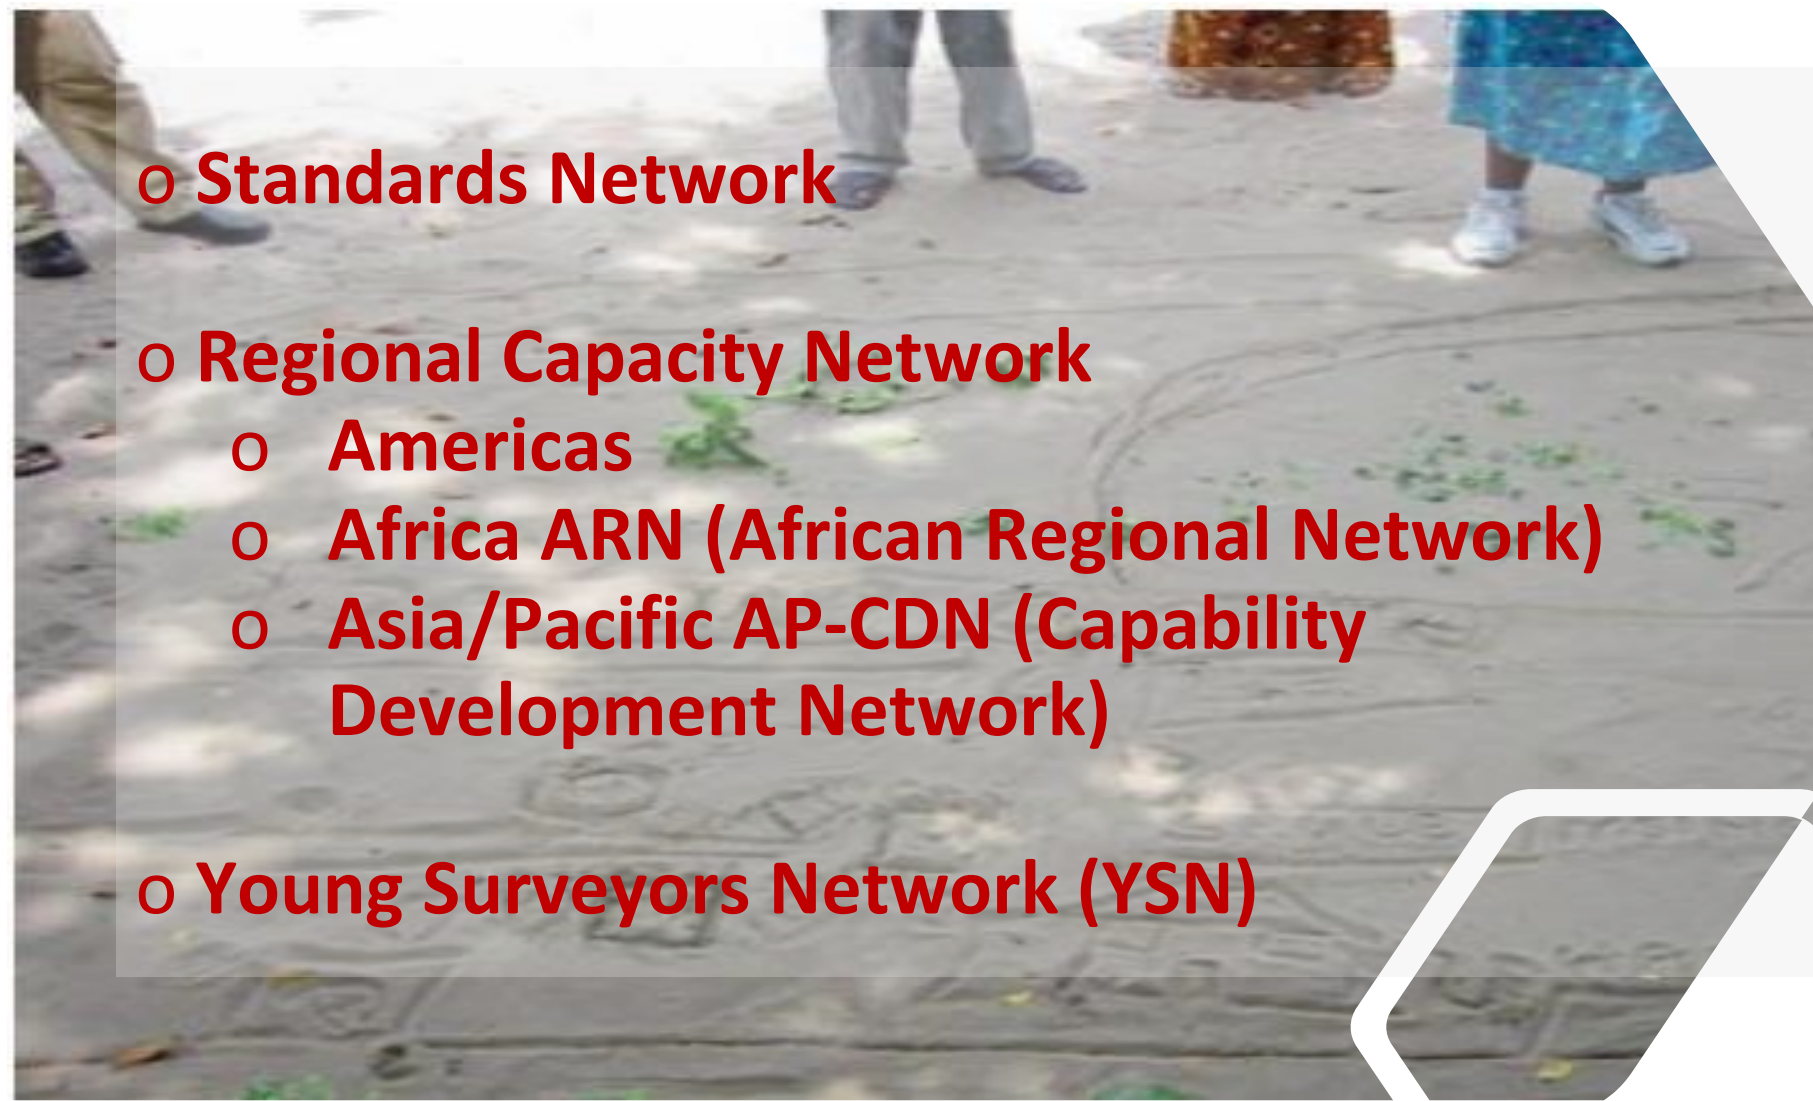 o Standards Network
o Regional Capacity Network
o Americas
o Africa ARN (African Regional Network)
o Asia/Pacific AP-CDN (Capability
Development Network)
o Young Surveyors Network (YSN)